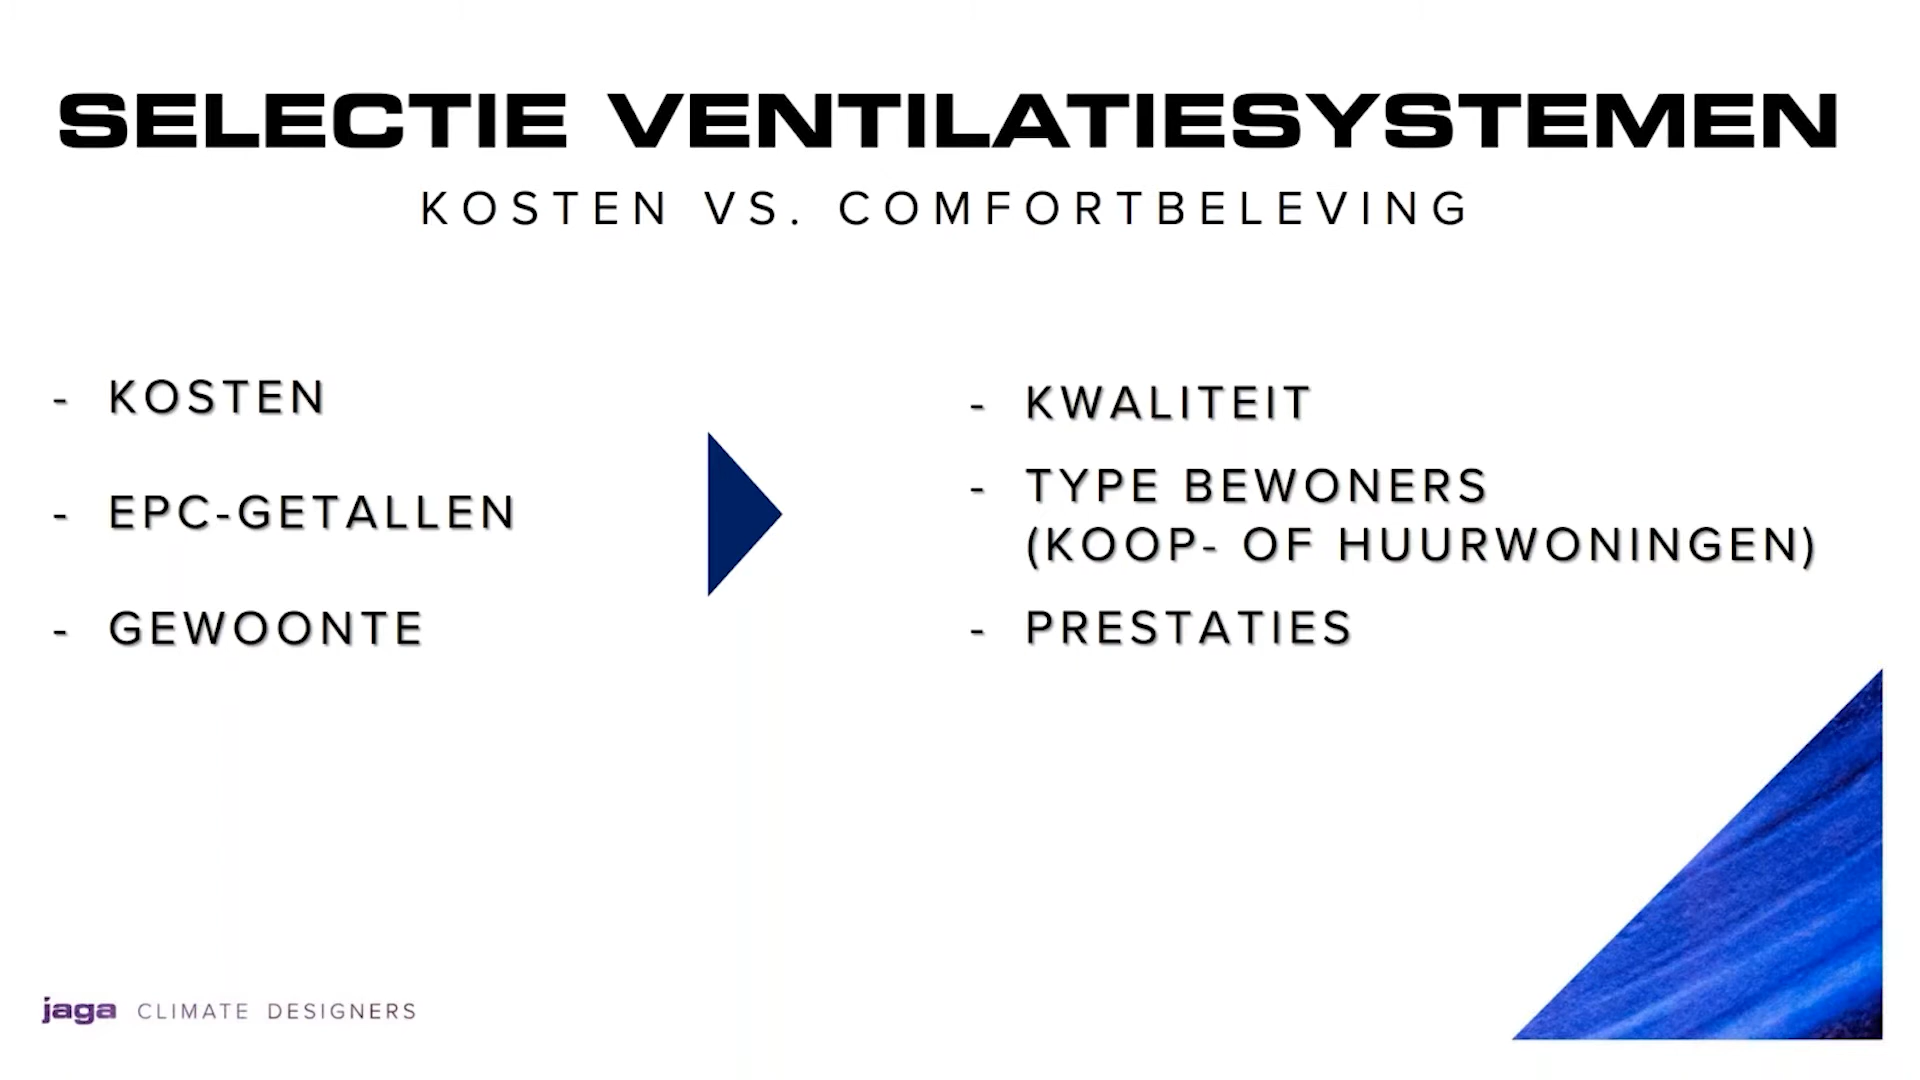 SELECTIE VENTILATIESYSTEMEN
KOSTEN VS. COMFORTBELEVING
- KOSTEN
- EPC-GETALLEN
- GEWOONTE
- KWALITEIT
- TYPE BEWONERS
(KOOP- OF HUURWONINGEN)
- PRESTATIES
jaga CLIMATE DESIGNERS